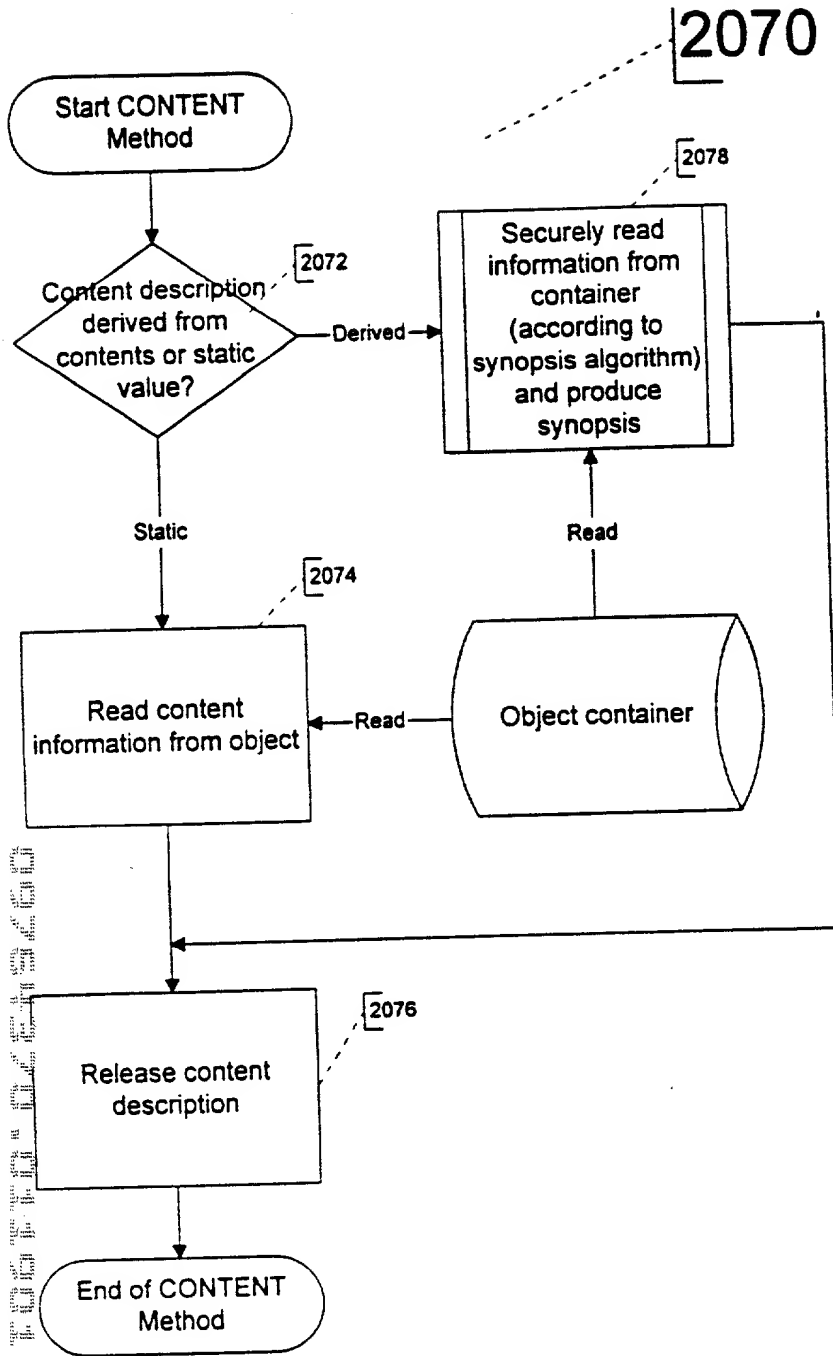 2070
Start CONTENT
Method
2072
Content description
derived from
contents or static
value?
Derived
2078
Securely read
information from
container
(according to
synopsis algorithm)
and produce
synopsis
Static
Read
2074
Read content
information from object
Read
Object container
2076
Release content
description
End of CONTENT
Method